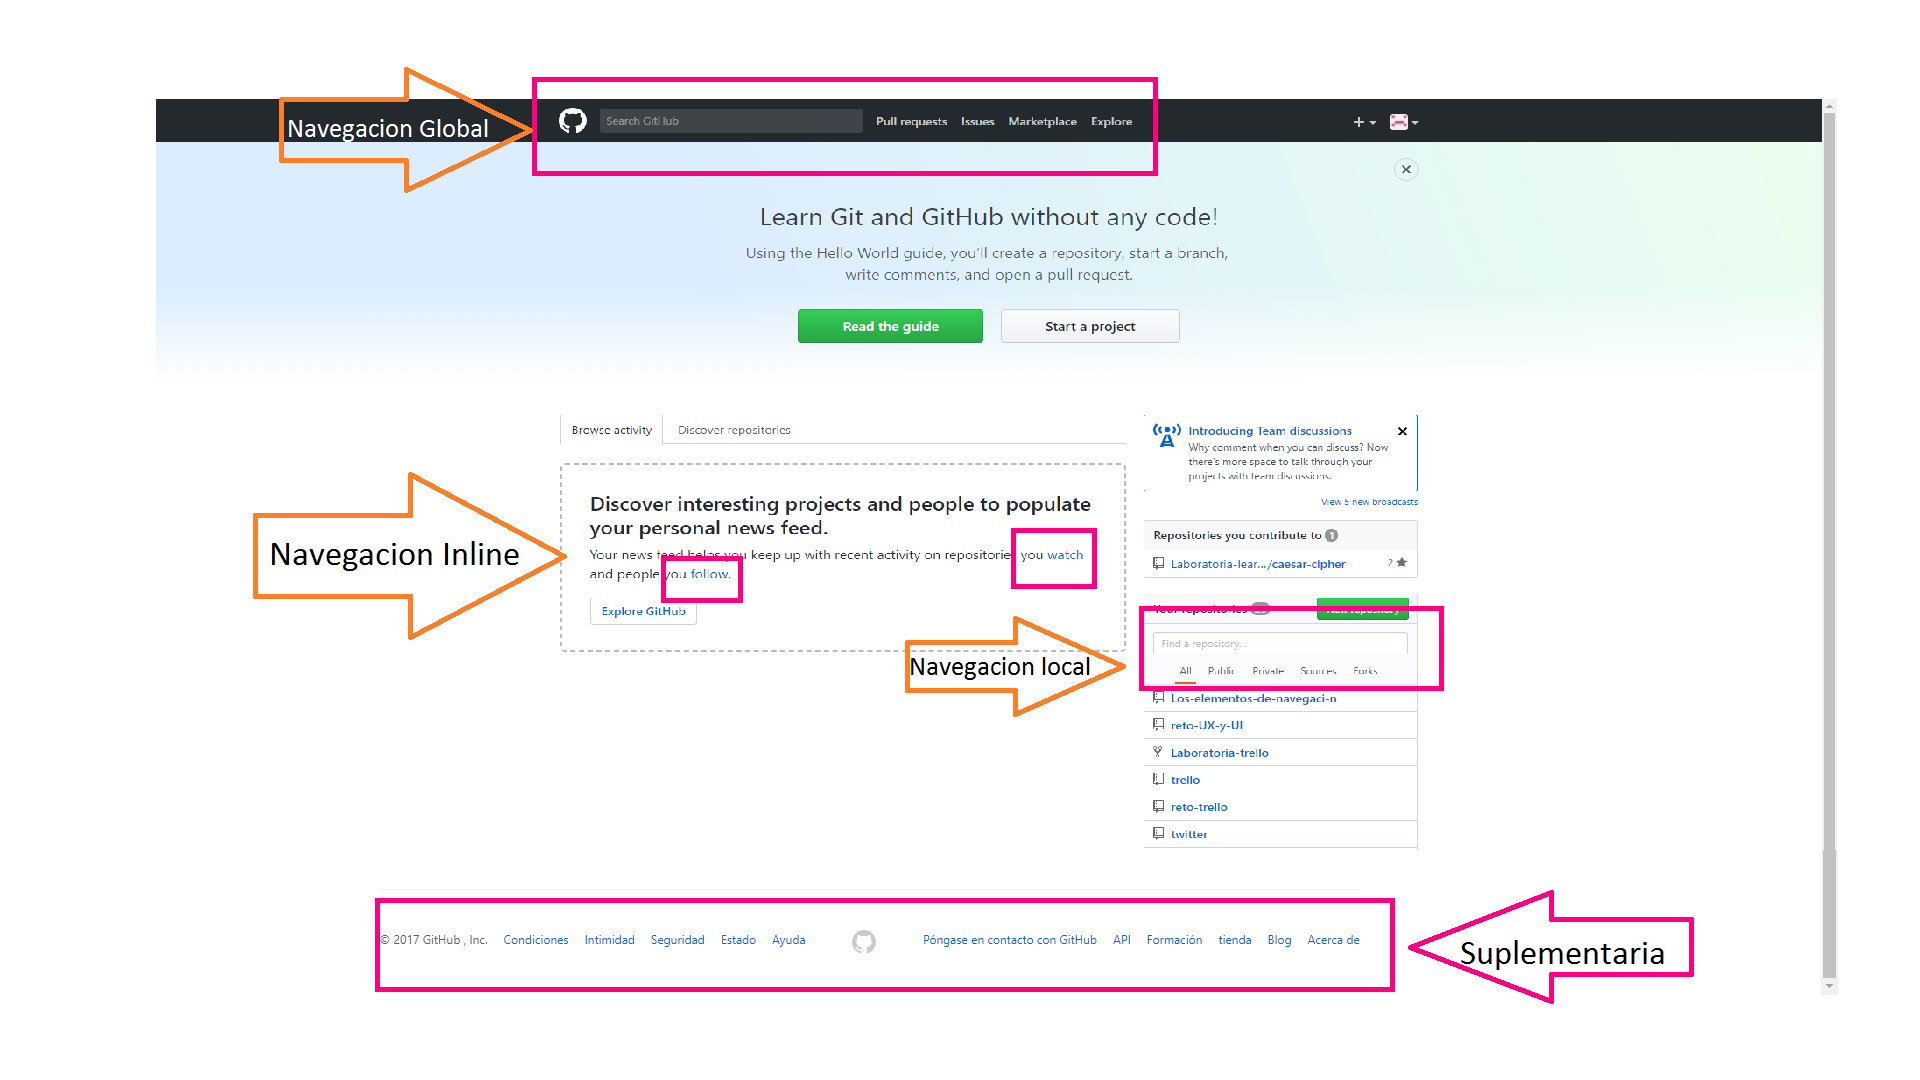 Navegacion Global
Search GitHub
Pull requests Issues Marketplace Explore
Learn Git and GitHub without any code!
Using the Hello World guide, you'll create a repository, start a branch,
write comments, and open a pull request.
Read the guide
Start a project
Browse activity
Discover repositories
Navegacion Inline
Discover interesting projects and people to populate
your personal news feed.
Your news feed helps you keep up with recent activity on repositories you watch
and people you follow.
Explore GitHub
Introducing Team discussions
Why comment when you can discuss? Now
there's more space to talk through your
projects with team discussions.
View 5 new broadcasts
Repositories you contribute to 1
Laboratoria-lear.../caesar-cipher 2
Navegacion local
Your repositories
Find a repository...
All Public Private Sources Forks
Los-elementos-de-navegaci-n
reto-UX-y-UI
Laboratoria-trello
trello
reto-trello
twitter
© 2017 GitHub , Inc. Condiciones Intimidad Seguridad Estado Ayuda
Póngase en contacto con GitHub API Formación tienda Blog Acerca de
Suplementaria